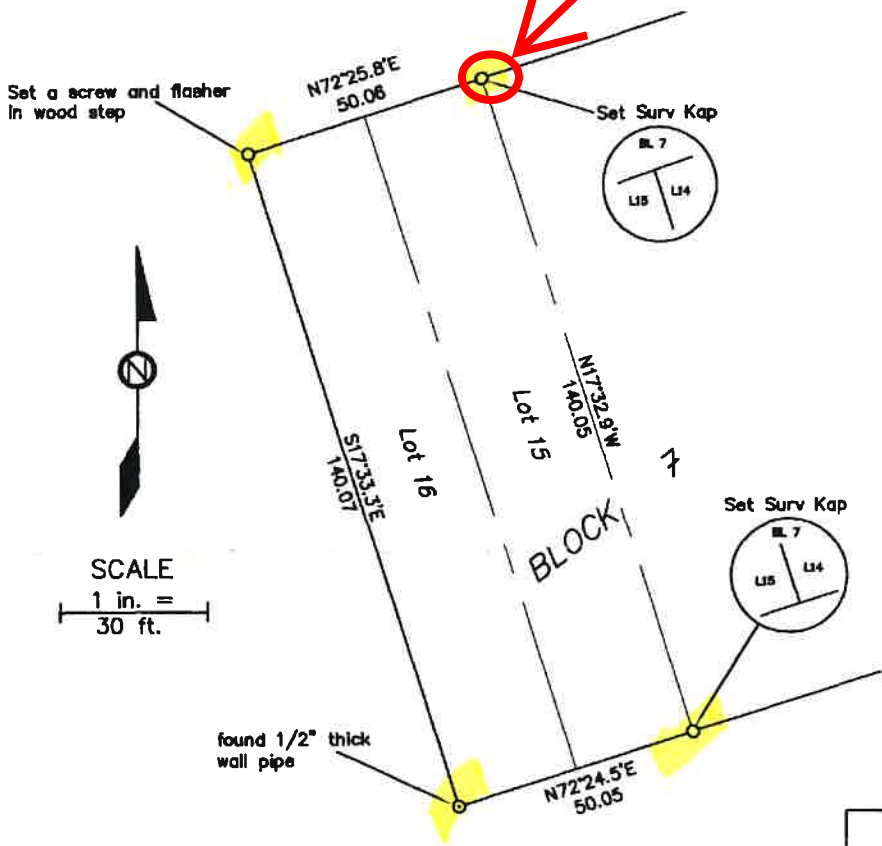 Set a screw and flasher
in wood step
N72°25.8'E
50.06
Set Surv Kap
BL 7
L15 L14
N
SCALE
1 in. =
30 ft.
S17°33.3'E
140.07
Lot 16
Lot 15
N17°32.9'W
140.05
BLOCK 7
Set Surv Kap
BL 7
L15 L14
found 1/2" thick
wall pipe
N72°24.5'E
50.05